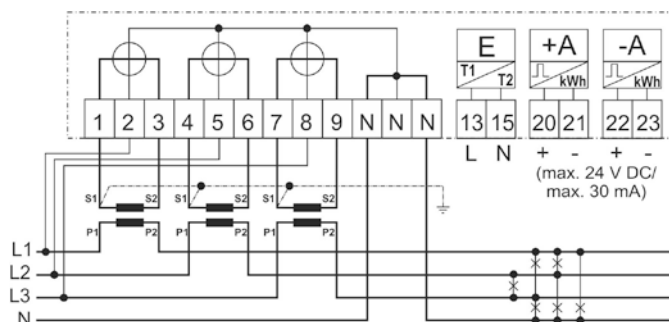 E +A -A
T1 T2 kWh kWh
1 2 3 4 5 6 7 8 9 N N N 13 15 20 21 22 23
L N + - + -
(max. 24 V DC/
max. 30 mA)
S1 S2 S1 S2 S1 S2
P1 P2 P1 P2 P1 P2
L1
L2
L3
N